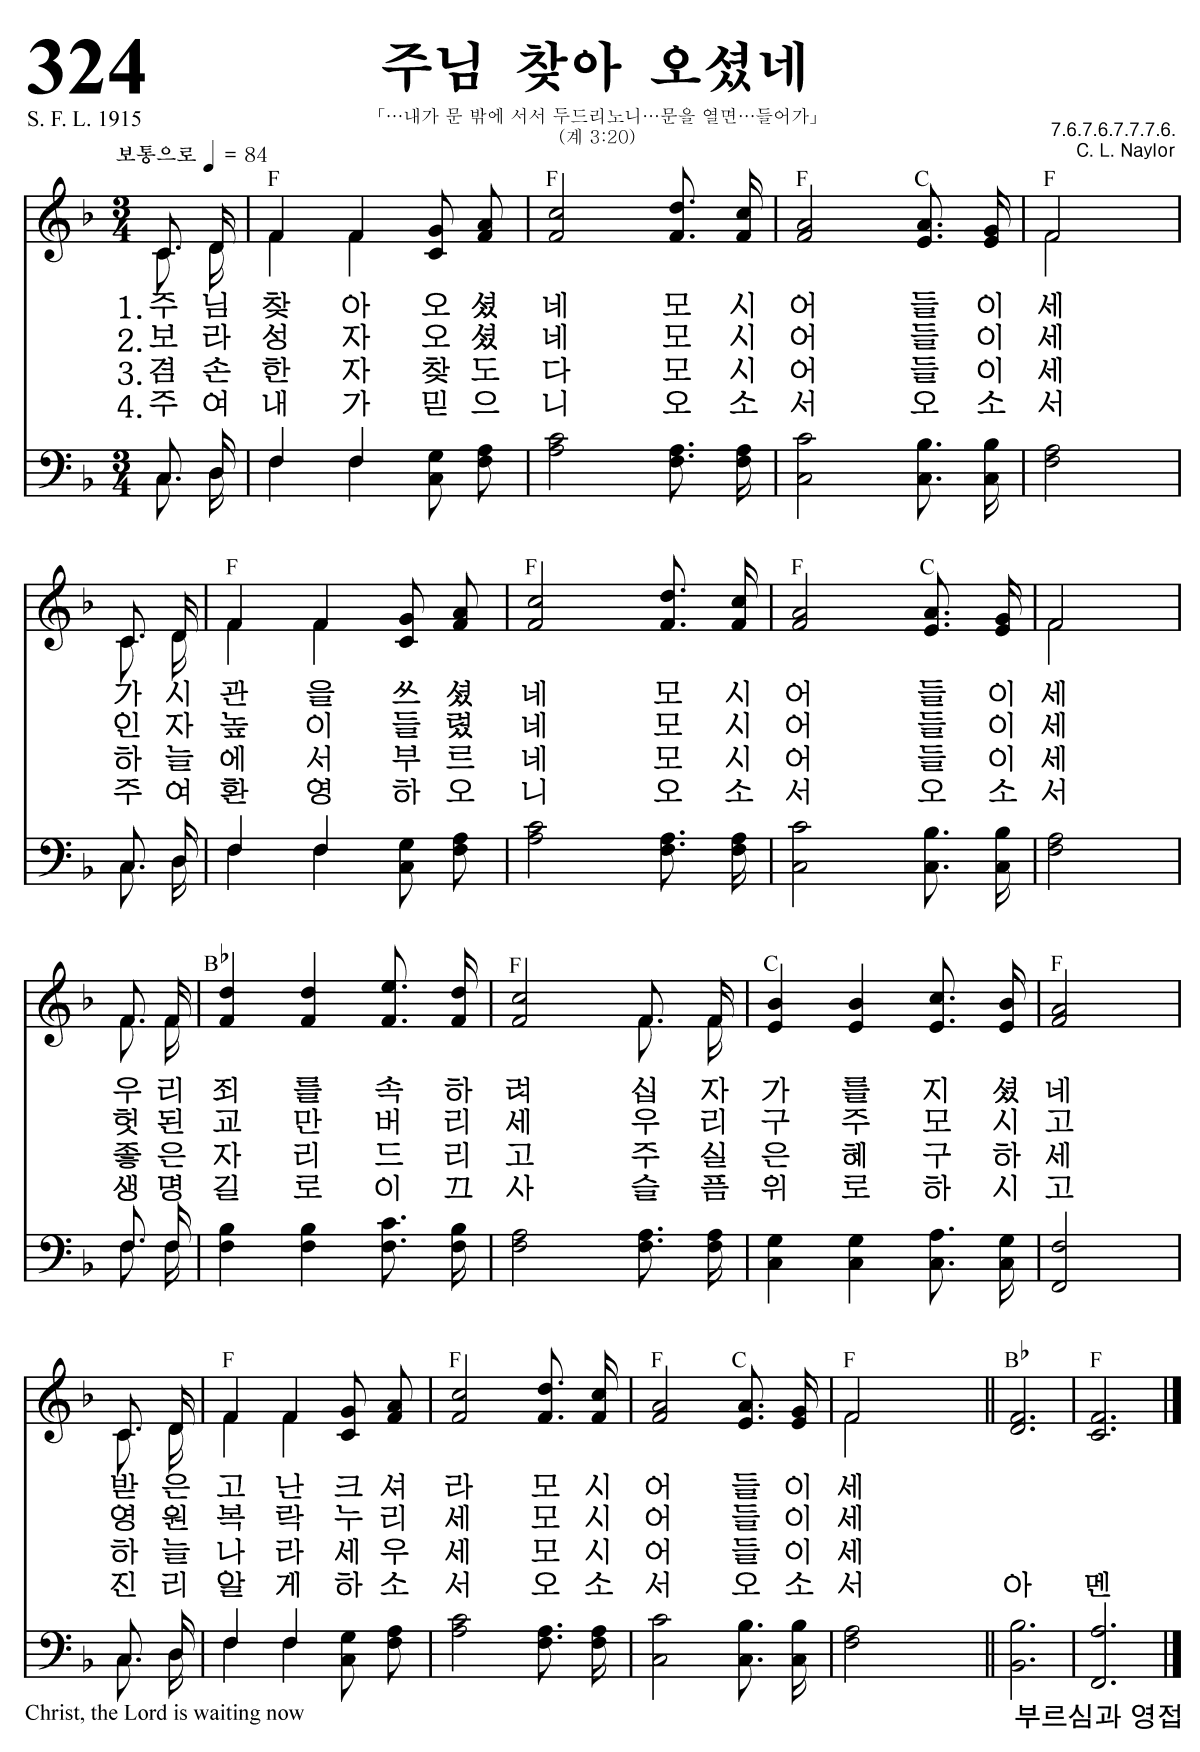 324
주님 찾아 오셨네
S. F. L. 1915
「…내가 문 밖에 서서 두드리노니…문을 열면…들어가」
(계 3:20)
7.6.7.6.7.7.7.6.
C. L. Naylor
보통으로 ♩ = 84
F F F C F
3/4
1. 주 님 찾 아 오 셨 네 모 시 어 들 이 세
2. 보 라 성 자 오 셨 네 모 시 어 들 이 세
3. 겸 손 한 자 찾 도 다 모 시 어 들 이 세
4. 주 여 내 가 믿 으 니 오 소 서 오 소 서
3/4
F F F C F
가 시 관 을 쓰 셨 네 모 시 어 들 이 세
인 자 높 이 들 렸 네 모 시 어 들 이 세
하 늘 에 서 부 르 네 모 시 어 들 이 세
주 여 환 영 하 오 니 오 소 서 오 소 서
B♭ F C F
우 리 죄 를 속 하 려 십 자 가 를 지 셨 네
헛 된 교 만 버 리 세 우 리 구 주 모 시 고
좋 은 자 리 드 리 고 주 실 은 혜 구 하 세
생 명 길 로 이 끄 사 슬 픔 위 로 하 시 고
F F F C F B♭ F
받 은 고 난 크 셔 라 모 시 어 들 이 세
영 원 복 락 누 리 세 모 시 어 들 이 세
하 늘 나 라 세 우 세 모 시 어 들 이 세
진 리 알 게 하 소 서 오 소 서 오 소 서 아 멘
Christ, the Lord is waiting now
부르심과 영접